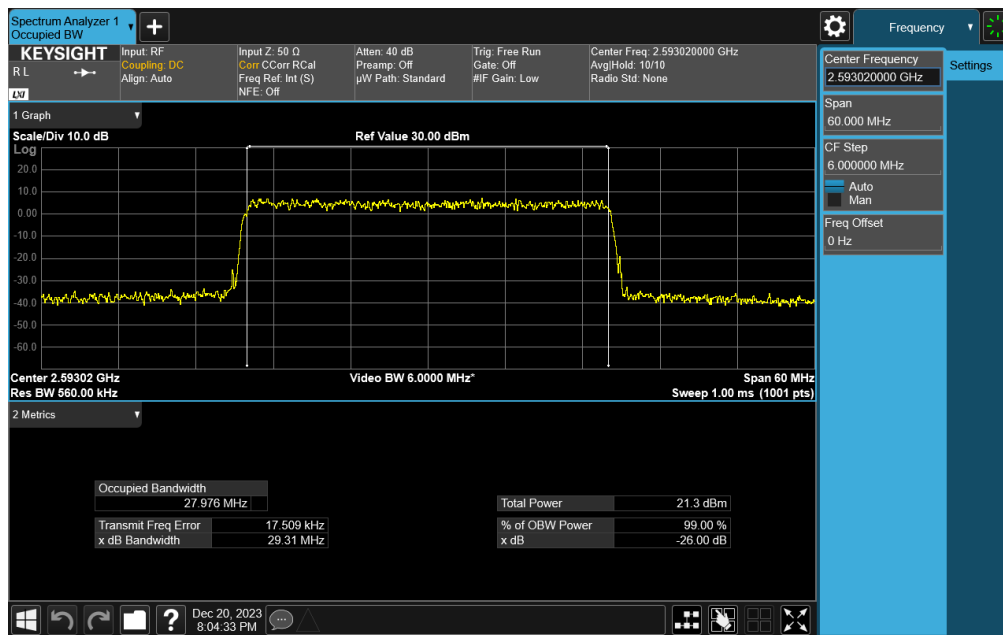 Spectrum Analyzer 1
Occupied BW
Frequency
KEYSIGHT
R L
LXI
Input: RF
Coupling: DC
Align: Auto
Input Z: 50 Ω
Corr CCorr RCal
Freq Ref: Int (S)
NFE: Off
Atten: 40 dB
Preamp: Off
µW Path: Standard
Trig: Free Run
Gate: Off
#IF Gain: Low
Center Freq: 2.593020000 GHz
Avg|Hold: 10/10
Radio Std: None
Center Frequency
2.593020000 GHz
Settings
Span
60.000 MHz
CF Step
6.000000 MHz
Auto
Man
Freq Offset
0 Hz
1 Graph
Scale/Div 10.0 dB
Ref Value 30.00 dBm
Log
20.0
10.0
0.00
-10.0
-20.0
-30.0
-40.0
-50.0
-60.0
Center 2.59302 GHz
Video BW 6.0000 MHz*
Span 60 MHz
Res BW 560.00 kHz
Sweep 1.00 ms (1001 pts)
2 Metrics
Occupied Bandwidth
27.976 MHz
Total Power 21.3 dBm
Transmit Freq Error 17.509 kHz
% of OBW Power 99.00 %
x dB Bandwidth 29.31 MHz
x dB -26.00 dB
?
Dec 20, 2023
8:04:33 PM